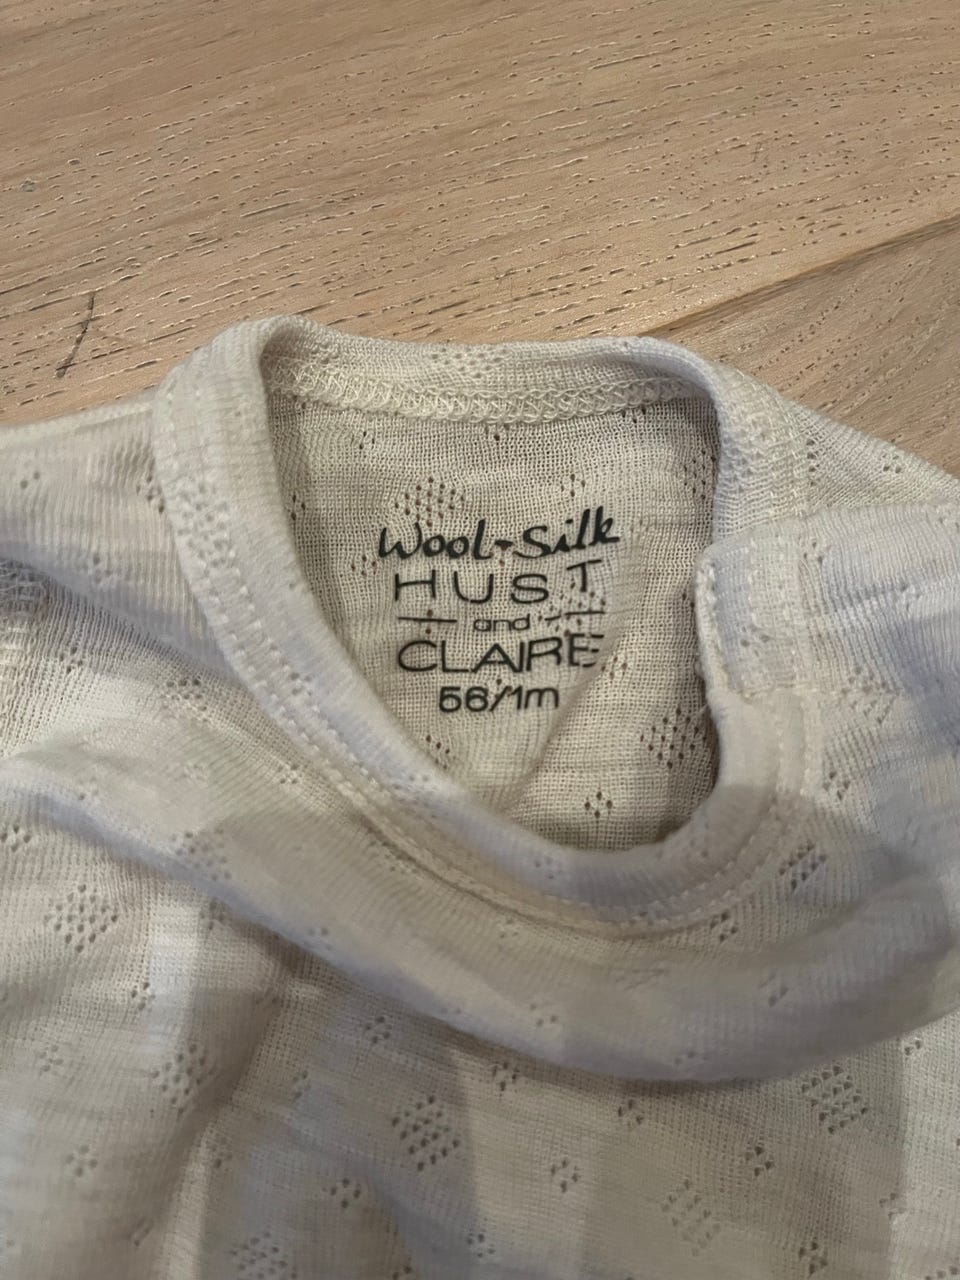 Wool-Silk
HUST
and
CLAIRE
56/1m